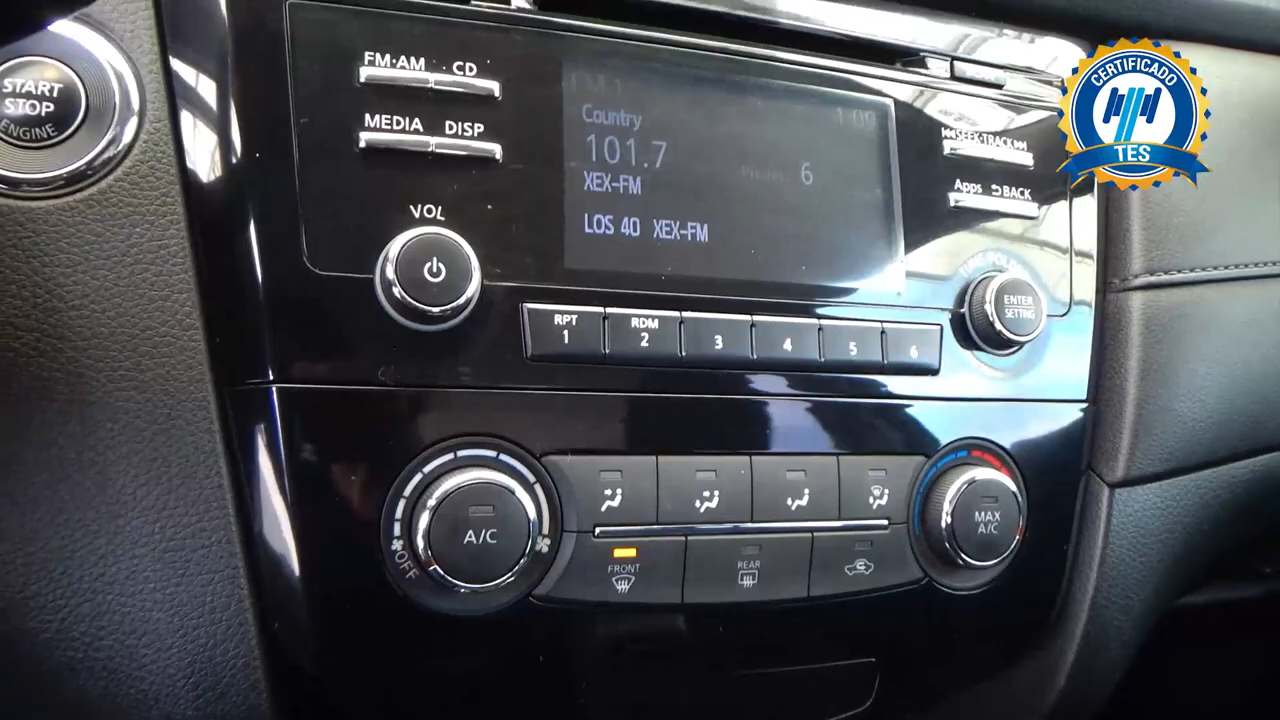 START
STOP
ENGINE
FM·AM CD
MEDIA DISP
VOL
Country
101.7
6
XEX-FM
LOS 40 XEX-FM
SEEK·TRACK
Apps BACK
ENTER
SETTING
RPT
1
RDM
2
3
4
5
6
A/C
OFF
FRONT
REAR
MAX
A/C
CERTIFICADO
TES